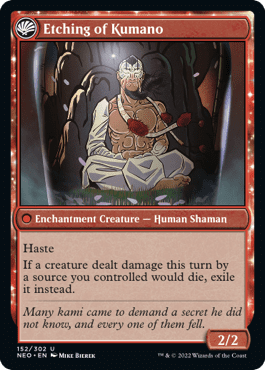 Etching of Kumano
Enchantment Creature — Human Shaman
Haste
If a creature dealt damage this turn by
a source you controlled would die, exile
it instead.
Many kami came to demand a secret he did
not know, and every one of them fell.
2/2
152/302 U
NEO • EN Mike Bierek
™ & © 2022 Wizards of the Coast